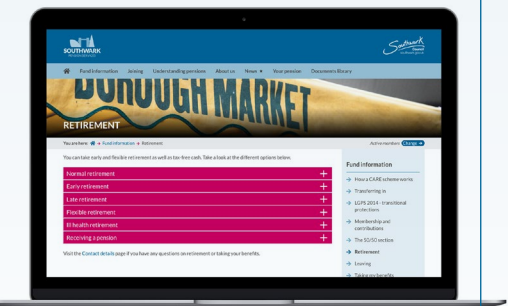 SOUTHWARK
Southwark
Council
Fund Information Joining Understanding pensions About us News Your pension Documents library
BOROUGH MARKET
RETIREMENT
You are here: → Fund information → Retirement
Active members Change →
You can take early and flexible retirement as well as tax-free cash. Take a look at the different options below.
Normal retirement +
Early retirement +
Late retirement +
Flexible retirement +
Ill health retirement +
Receiving a pension +
Visit the Contact details page if you have any questions on retirement or taking your benefits.
Fund information
→ How a CARE scheme works
→ Transferring in
→ LGPS 2014 - transitional
protections
→ Membership and
contributions
→ The 50/50 section
→ Retirement
→ Leaving
→ Taking on benefits